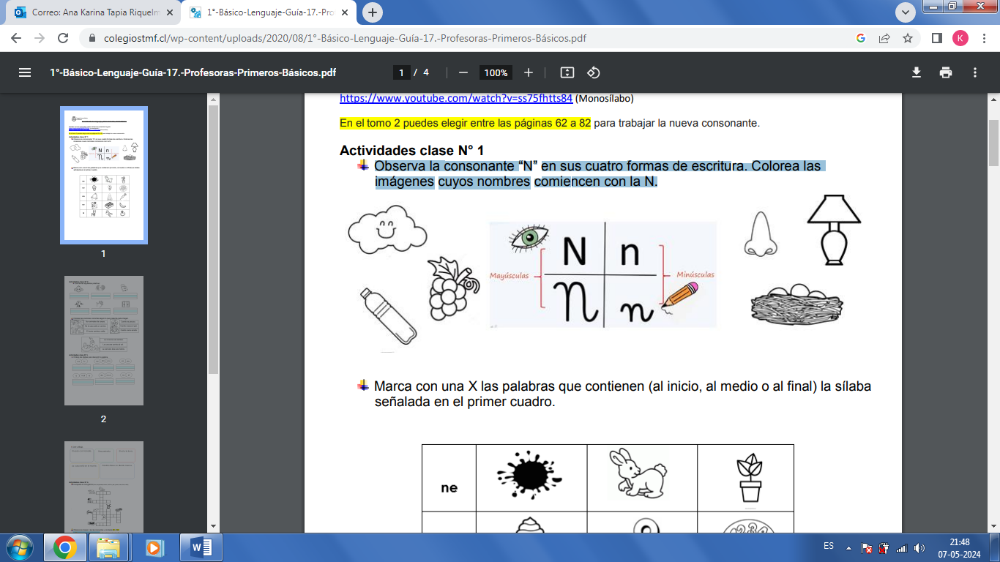 Correo: Ana Karina Tapia Riquelm
1°-Básico-Lenguaje-Guía-17.-Pro
colegiostmf.cl/wp-content/uploads/2020/08/1°-Básico-Lenguaje-Guía-17.-Profesoras-Primeros-Básicos.pdf
K
1°-Básico-Lenguaje-Guía-17.-Profesoras-Primeros-Básicos.pdf
1 / 4
100%
https://www.youtube.com/watch?v=ss75fhtts84 (Monosílabo)
En el tomo 2 puedes elegir entre las páginas 62 a 82 para trabajar la nueva consonante.
Actividades clase N° 1
Observa la consonante “N” en sus cuatro formas de escritura. Colorea las
imágenes cuyos nombres comiencen con la N.
N n
Mayúsculas
Minúsculas
N n
Marca con una X las palabras que contienen (al inicio, al medio o al final) la sílaba
señalada en el primer cuadro.
ne
1
2
ES
21:48
07-05-2024